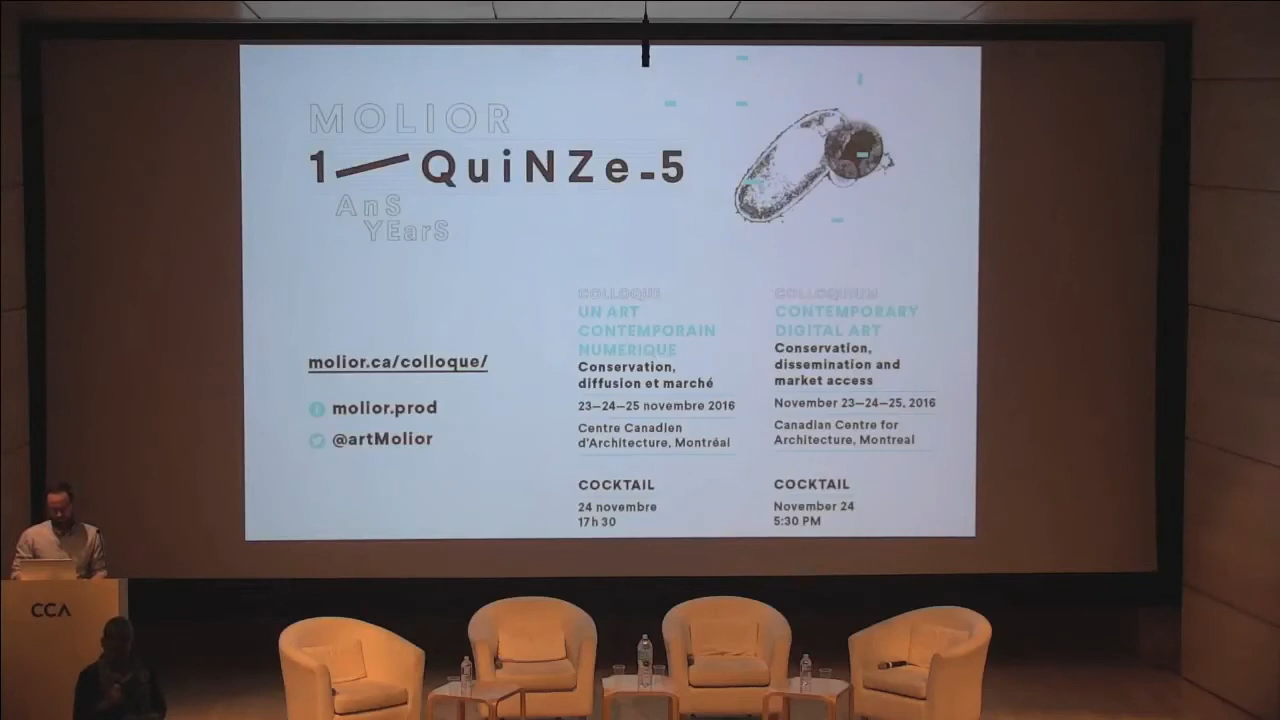 MOLIOR
1 — QuiNZe-5
AnS
YEarS
molior.ca/colloque/
molior.prod
@artMolior
COLLOQUE
UN ART
CONTEMPORAIN
NUMERIQUE
Conservation,
diffusion et marché
23—24—25 novembre 2016
Centre Canadien
d'Architecture, Montréal
COCKTAIL
24 novembre
17h 30
COLLOQUIUM
CONTEMPORARY
DIGITAL ART
Conservation,
dissemination and
market access
November 23—24—25, 2016
Canadian Centre for
Architecture, Montreal
COCKTAIL
November 24
5:30 PM
CCA